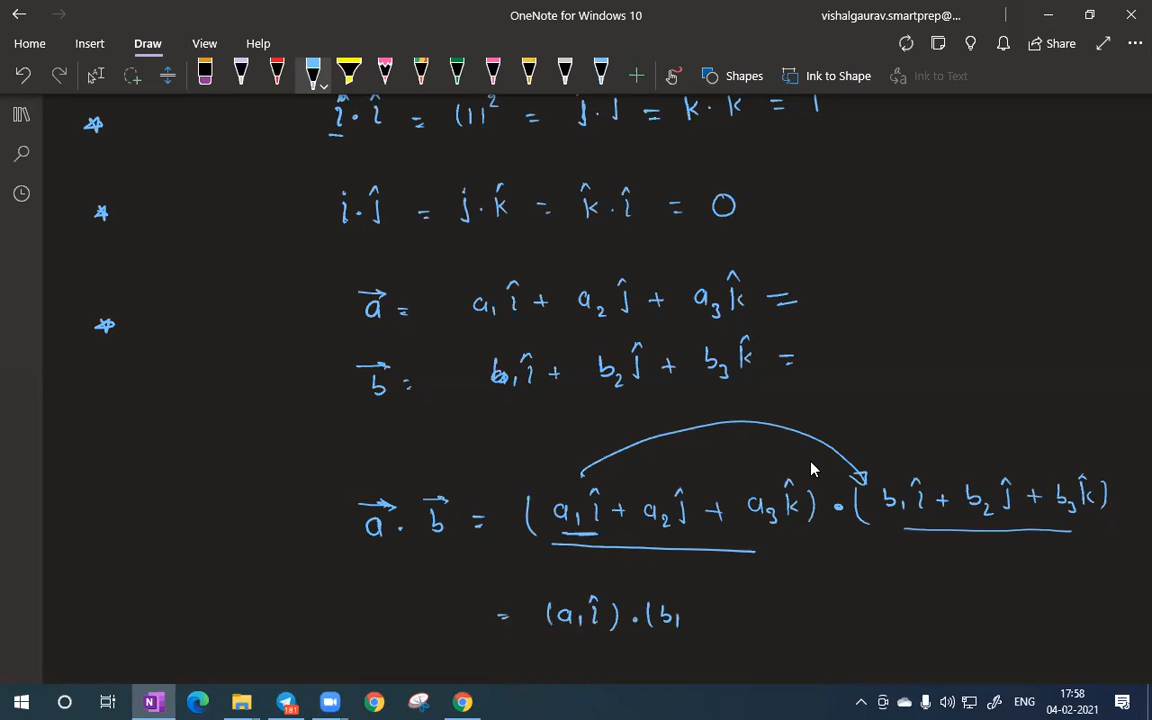 OneNote for Windows 10
vishalgaurav.smartprep@...
Home Insert Draw View Help
Share
Shapes Ink to Shape Ink to Text
î · î = (1)² = j · j = k · k = 1
i · ĵ = j · k̂ = k̂ · î = 0
a⃗ = a₁î + a₂ĵ + a₃k̂ =
b⃗ = b₁î + b₂ĵ + b₃k̂ =
a⃗ · b⃗ = (a₁î + a₂ĵ + a₃k̂) · (b₁î + b₂ĵ + b₃k̂)
= (a₁î) · (b₁
181
ENG
17:58
04-02-2021